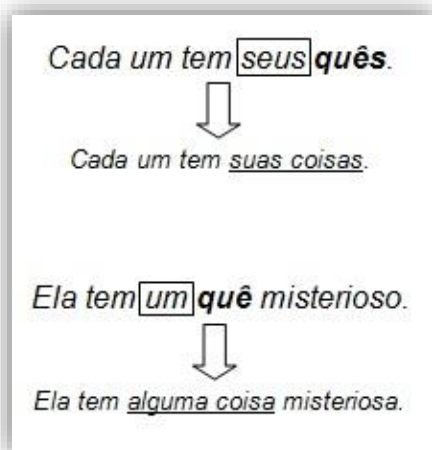 Cada um tem seus quês.
Cada um tem suas coisas.
Ela tem um quê misterioso.
Ela tem alguma coisa misteriosa.